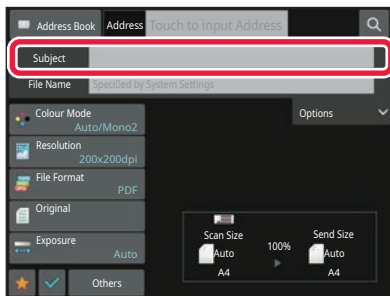 Address Book Address Touch to input Address
Subject
File Name Specified by System Settings
Colour Mode
Auto/Mono2
Options
Resolution
200x200dpi
File Format
PDF
Original
Exposure
Auto
Scan Size
Auto
A4
100%
Send Size
Auto
A4
Others